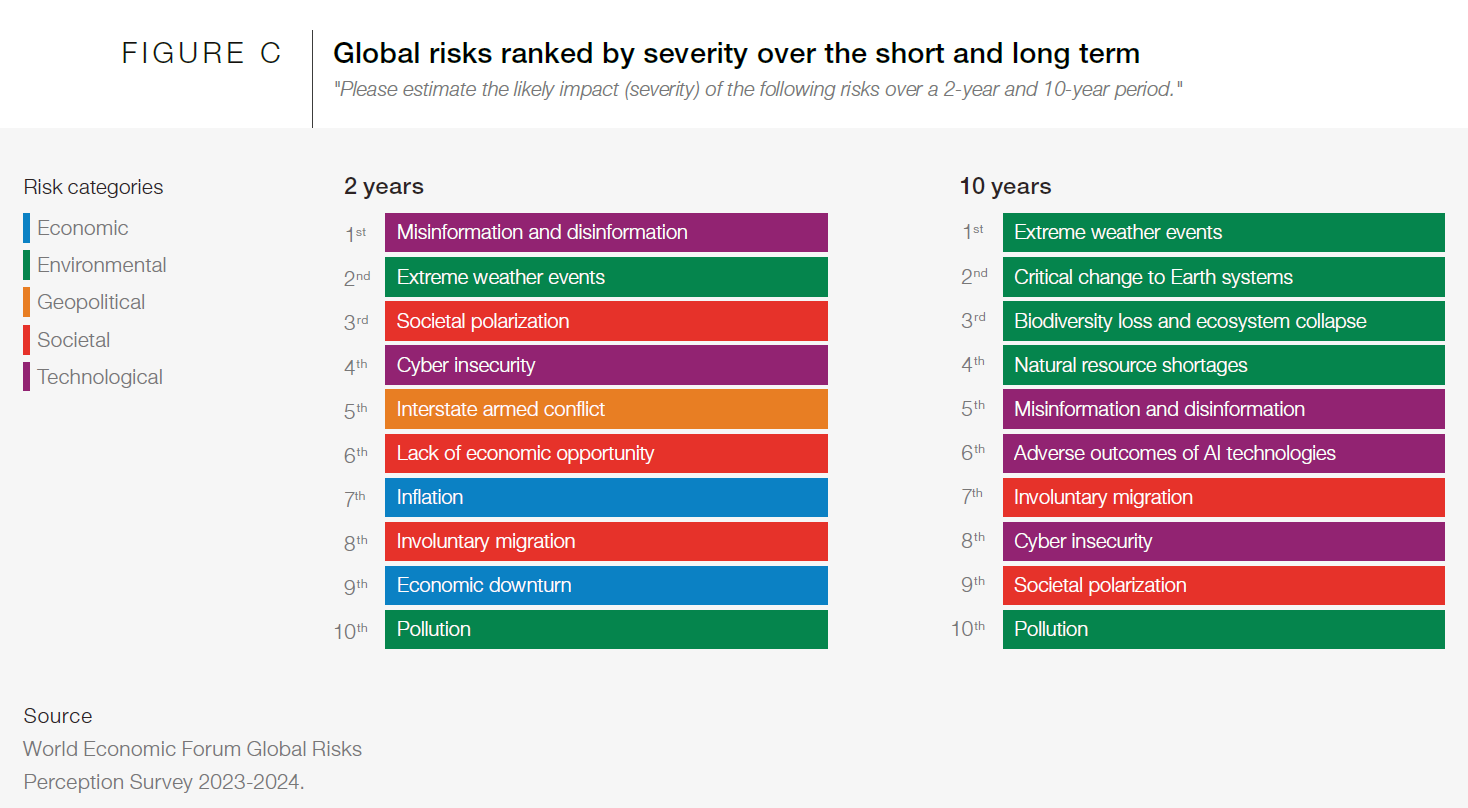 FIGURE C
Global risks ranked by severity over the short and long term
"Please estimate the likely impact (severity) of the following risks over a 2-year and 10-year period."
Risk categories
Economic
Environmental
Geopolitical
Societal
Technological
2 years
1st Misinformation and disinformation
2nd Extreme weather events
3rd Societal polarization
4th Cyber insecurity
5th Interstate armed conflict
6th Lack of economic opportunity
7th Inflation
8th Involuntary migration
9th Economic downturn
10th Pollution
10 years
1st Extreme weather events
2nd Critical change to Earth systems
3rd Biodiversity loss and ecosystem collapse
4th Natural resource shortages
5th Misinformation and disinformation
6th Adverse outcomes of AI technologies
7th Involuntary migration
8th Cyber insecurity
9th Societal polarization
10th Pollution
Source
World Economic Forum Global Risks
Perception Survey 2023-2024.